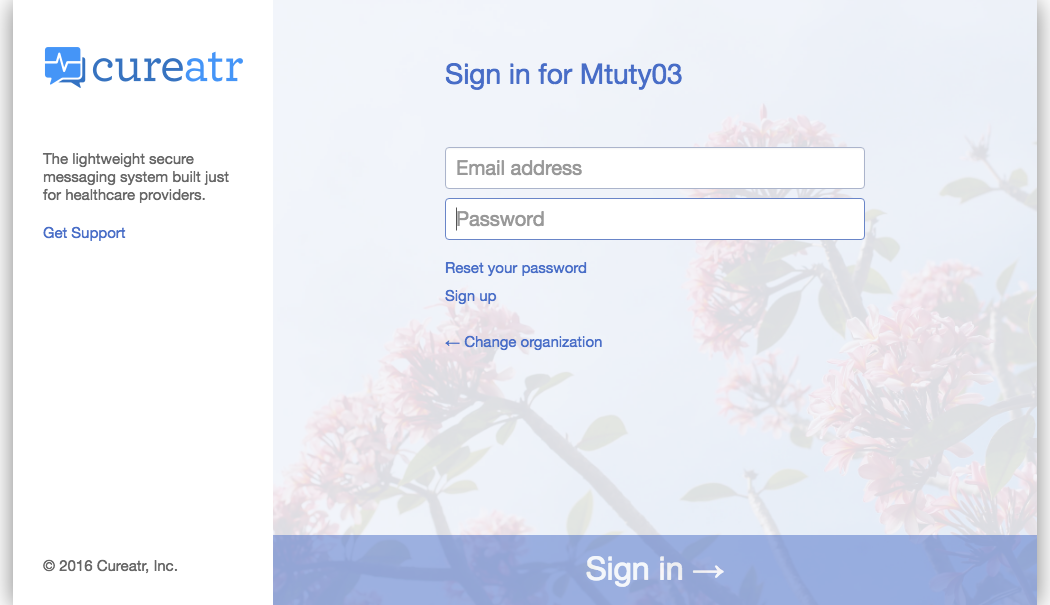 cureatr
The lightweight secure
messaging system built just
for healthcare providers.
Get Support
© 2016 Cureatr, Inc.
Sign in for Mtuty03
Email address
Password
Reset your password
Sign up
← Change organization
Sign in →